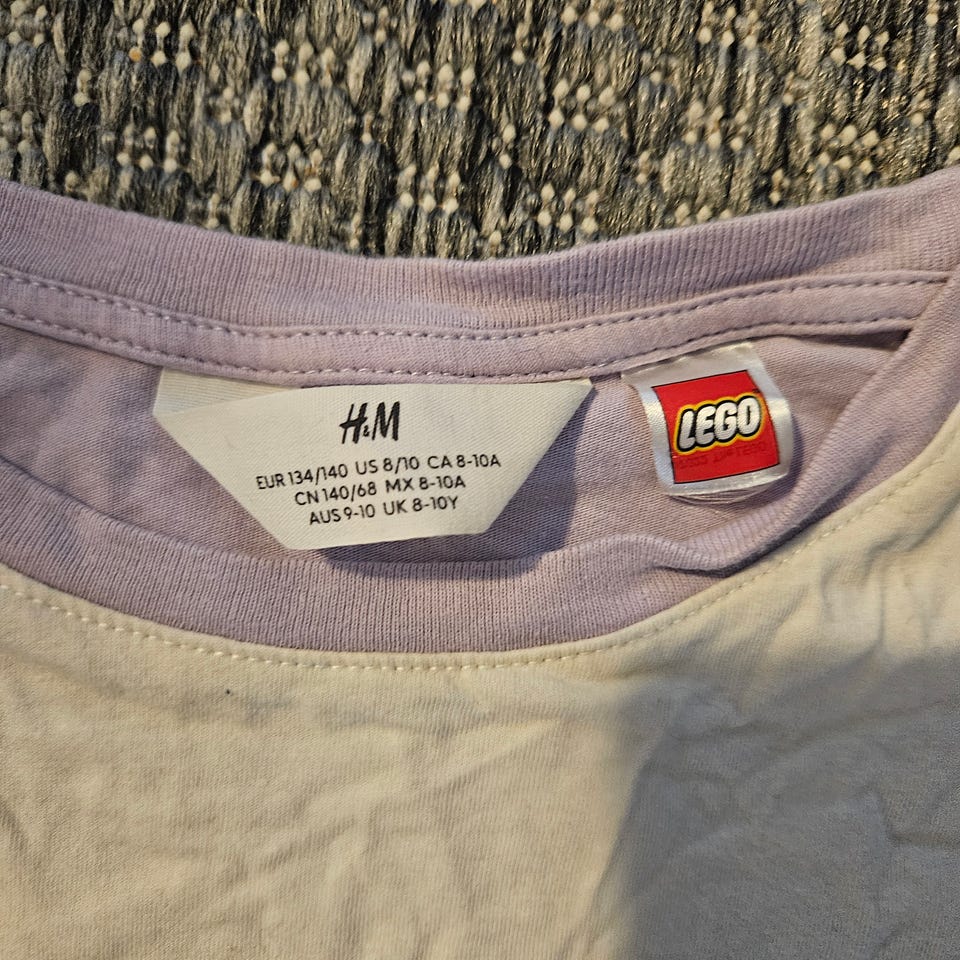 H&M
EUR 134/140 US 8/10 CA 8-10A
CN 140/68 MX 8-10A
AUS 9-10 UK 8-10Y
LEGO